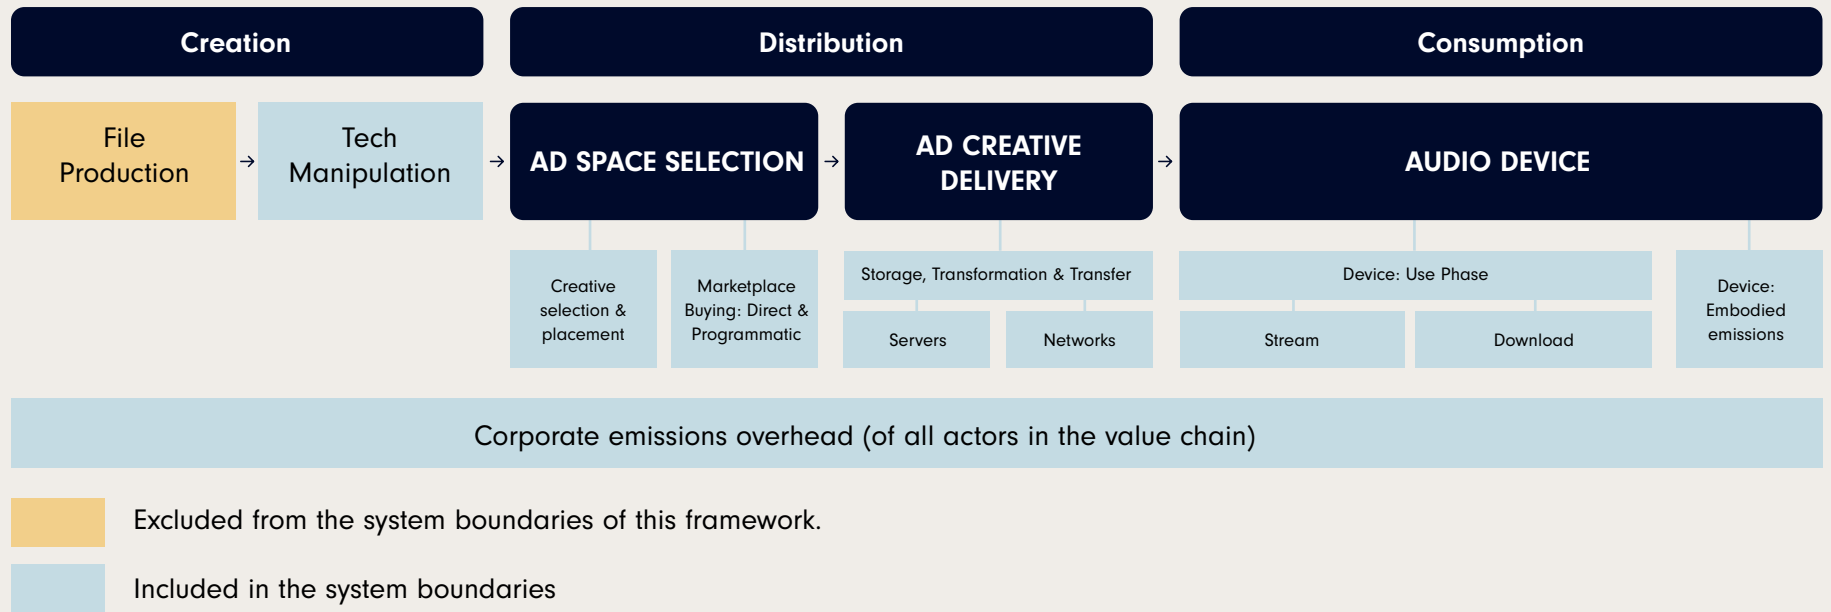 Creation
Distribution
Consumption
File
Production
→
Tech
Manipulation
→
AD SPACE SELECTION
→
AD CREATIVE
DELIVERY
→
AUDIO DEVICE
Creative
selection &
placement
Marketplace
Buying: Direct &
Programmatic
Storage, Transformation & Transfer
Servers
Networks
Device: Use Phase
Stream
Download
Device:
Embodied
emissions
Corporate emissions overhead (of all actors in the value chain)
Excluded from the system boundaries of this framework.
Included in the system boundaries